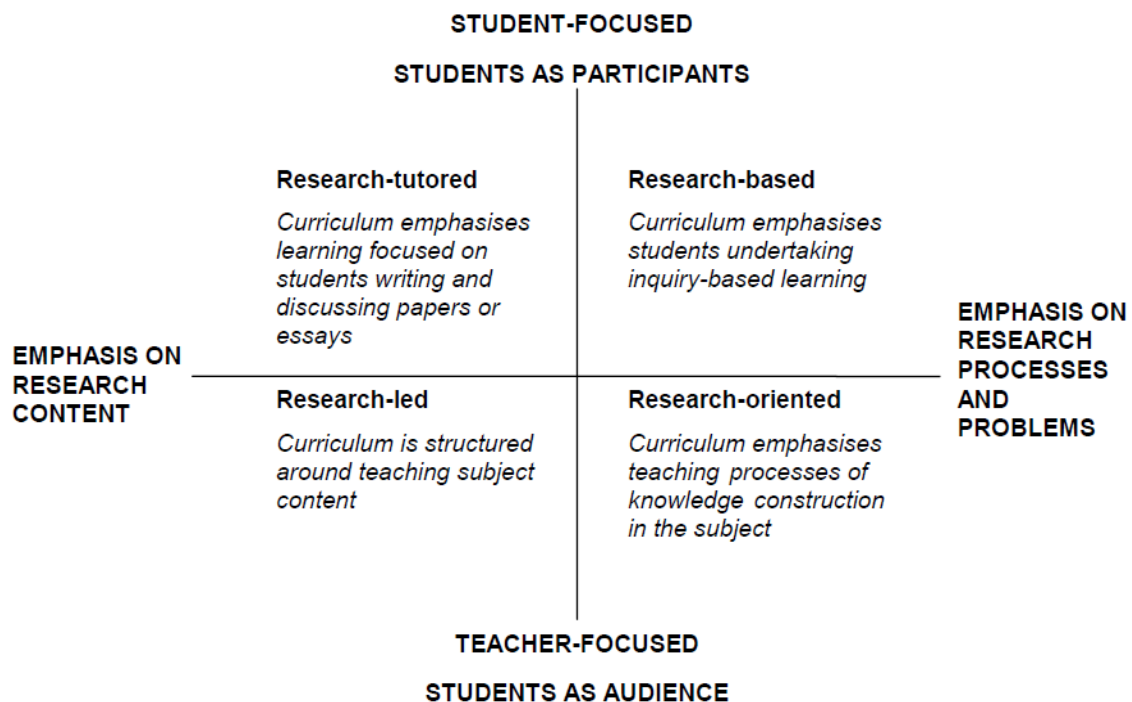 STUDENT-FOCUSED
STUDENTS AS PARTICIPANTS
Research-tutored
Curriculum emphasises
learning focused on
students writing and
discussing papers or
essays
Research-based
Curriculum emphasises
students undertaking
inquiry-based learning
EMPHASIS ON
RESEARCH
CONTENT
EMPHASIS ON
RESEARCH
PROCESSES
AND
PROBLEMS
Research-led
Curriculum is structured
around teaching subject
content
Research-oriented
Curriculum emphasises
teaching processes of
knowledge construction
in the subject
TEACHER-FOCUSED
STUDENTS AS AUDIENCE